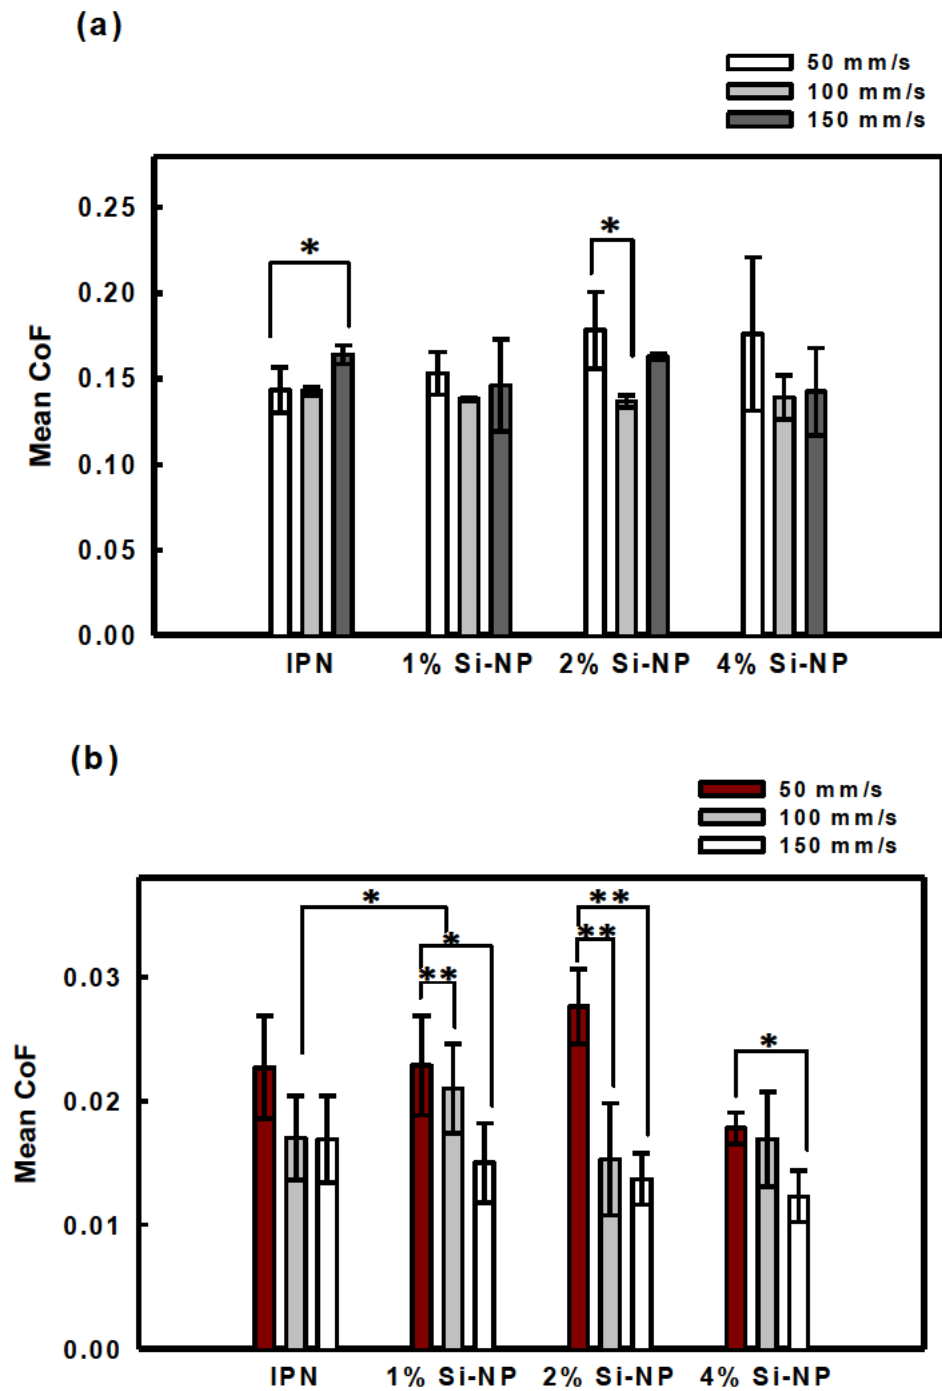 (a)
50 mm/s
100 mm/s
150 mm/s
Mean CoF
0.25
0.20
0.15
0.10
0.05
0.00
*
*
IPN 1% Si-NP 2% Si-NP 4% Si-NP
(b)
50 mm/s
100 mm/s
150 mm/s
Mean CoF
0.03
0.02
0.01
0.00
*
*
**
**
**
*
IPN 1% Si-NP 2% Si-NP 4% Si-NP